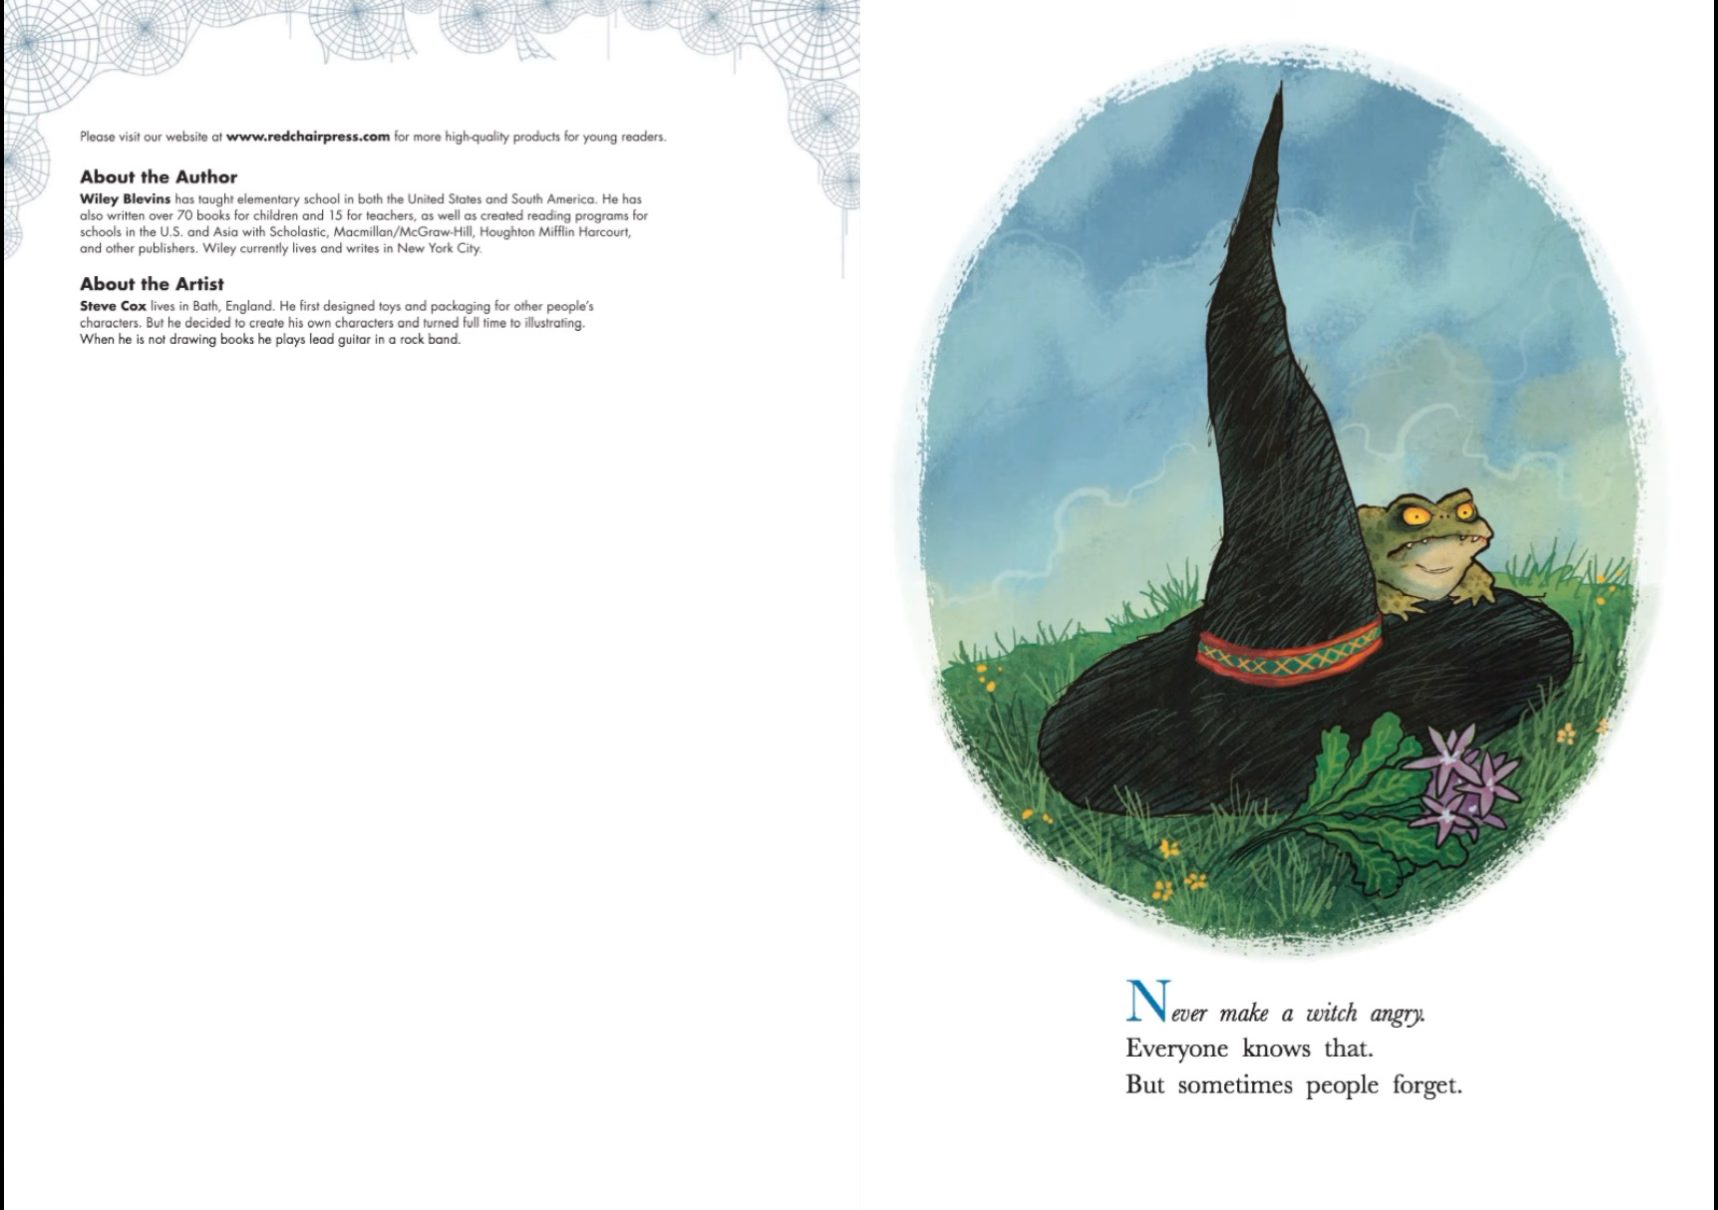 Please visit our website at www.redchairpress.com for more high-quality products for young readers.
About the Author
Wiley Blevins has taught elementary school in both the United States and South America. He has
also written over 70 books for children and 15 for teachers, as well as created reading programs for
schools in the U.S. and Asia with Scholastic, Macmillan/McGraw-Hill, Houghton Mifflin Harcourt,
and other publishers. Wiley currently lives and writes in New York City.
About the Artist
Steve Cox lives in Bath, England. He first designed toys and packaging for other people's
characters. But he decided to create his own characters and turned full time to illustrating.
When he is not drawing books he plays lead guitar in a rock band.
Never make a witch angry.
Everyone knows that.
But sometimes people forget.